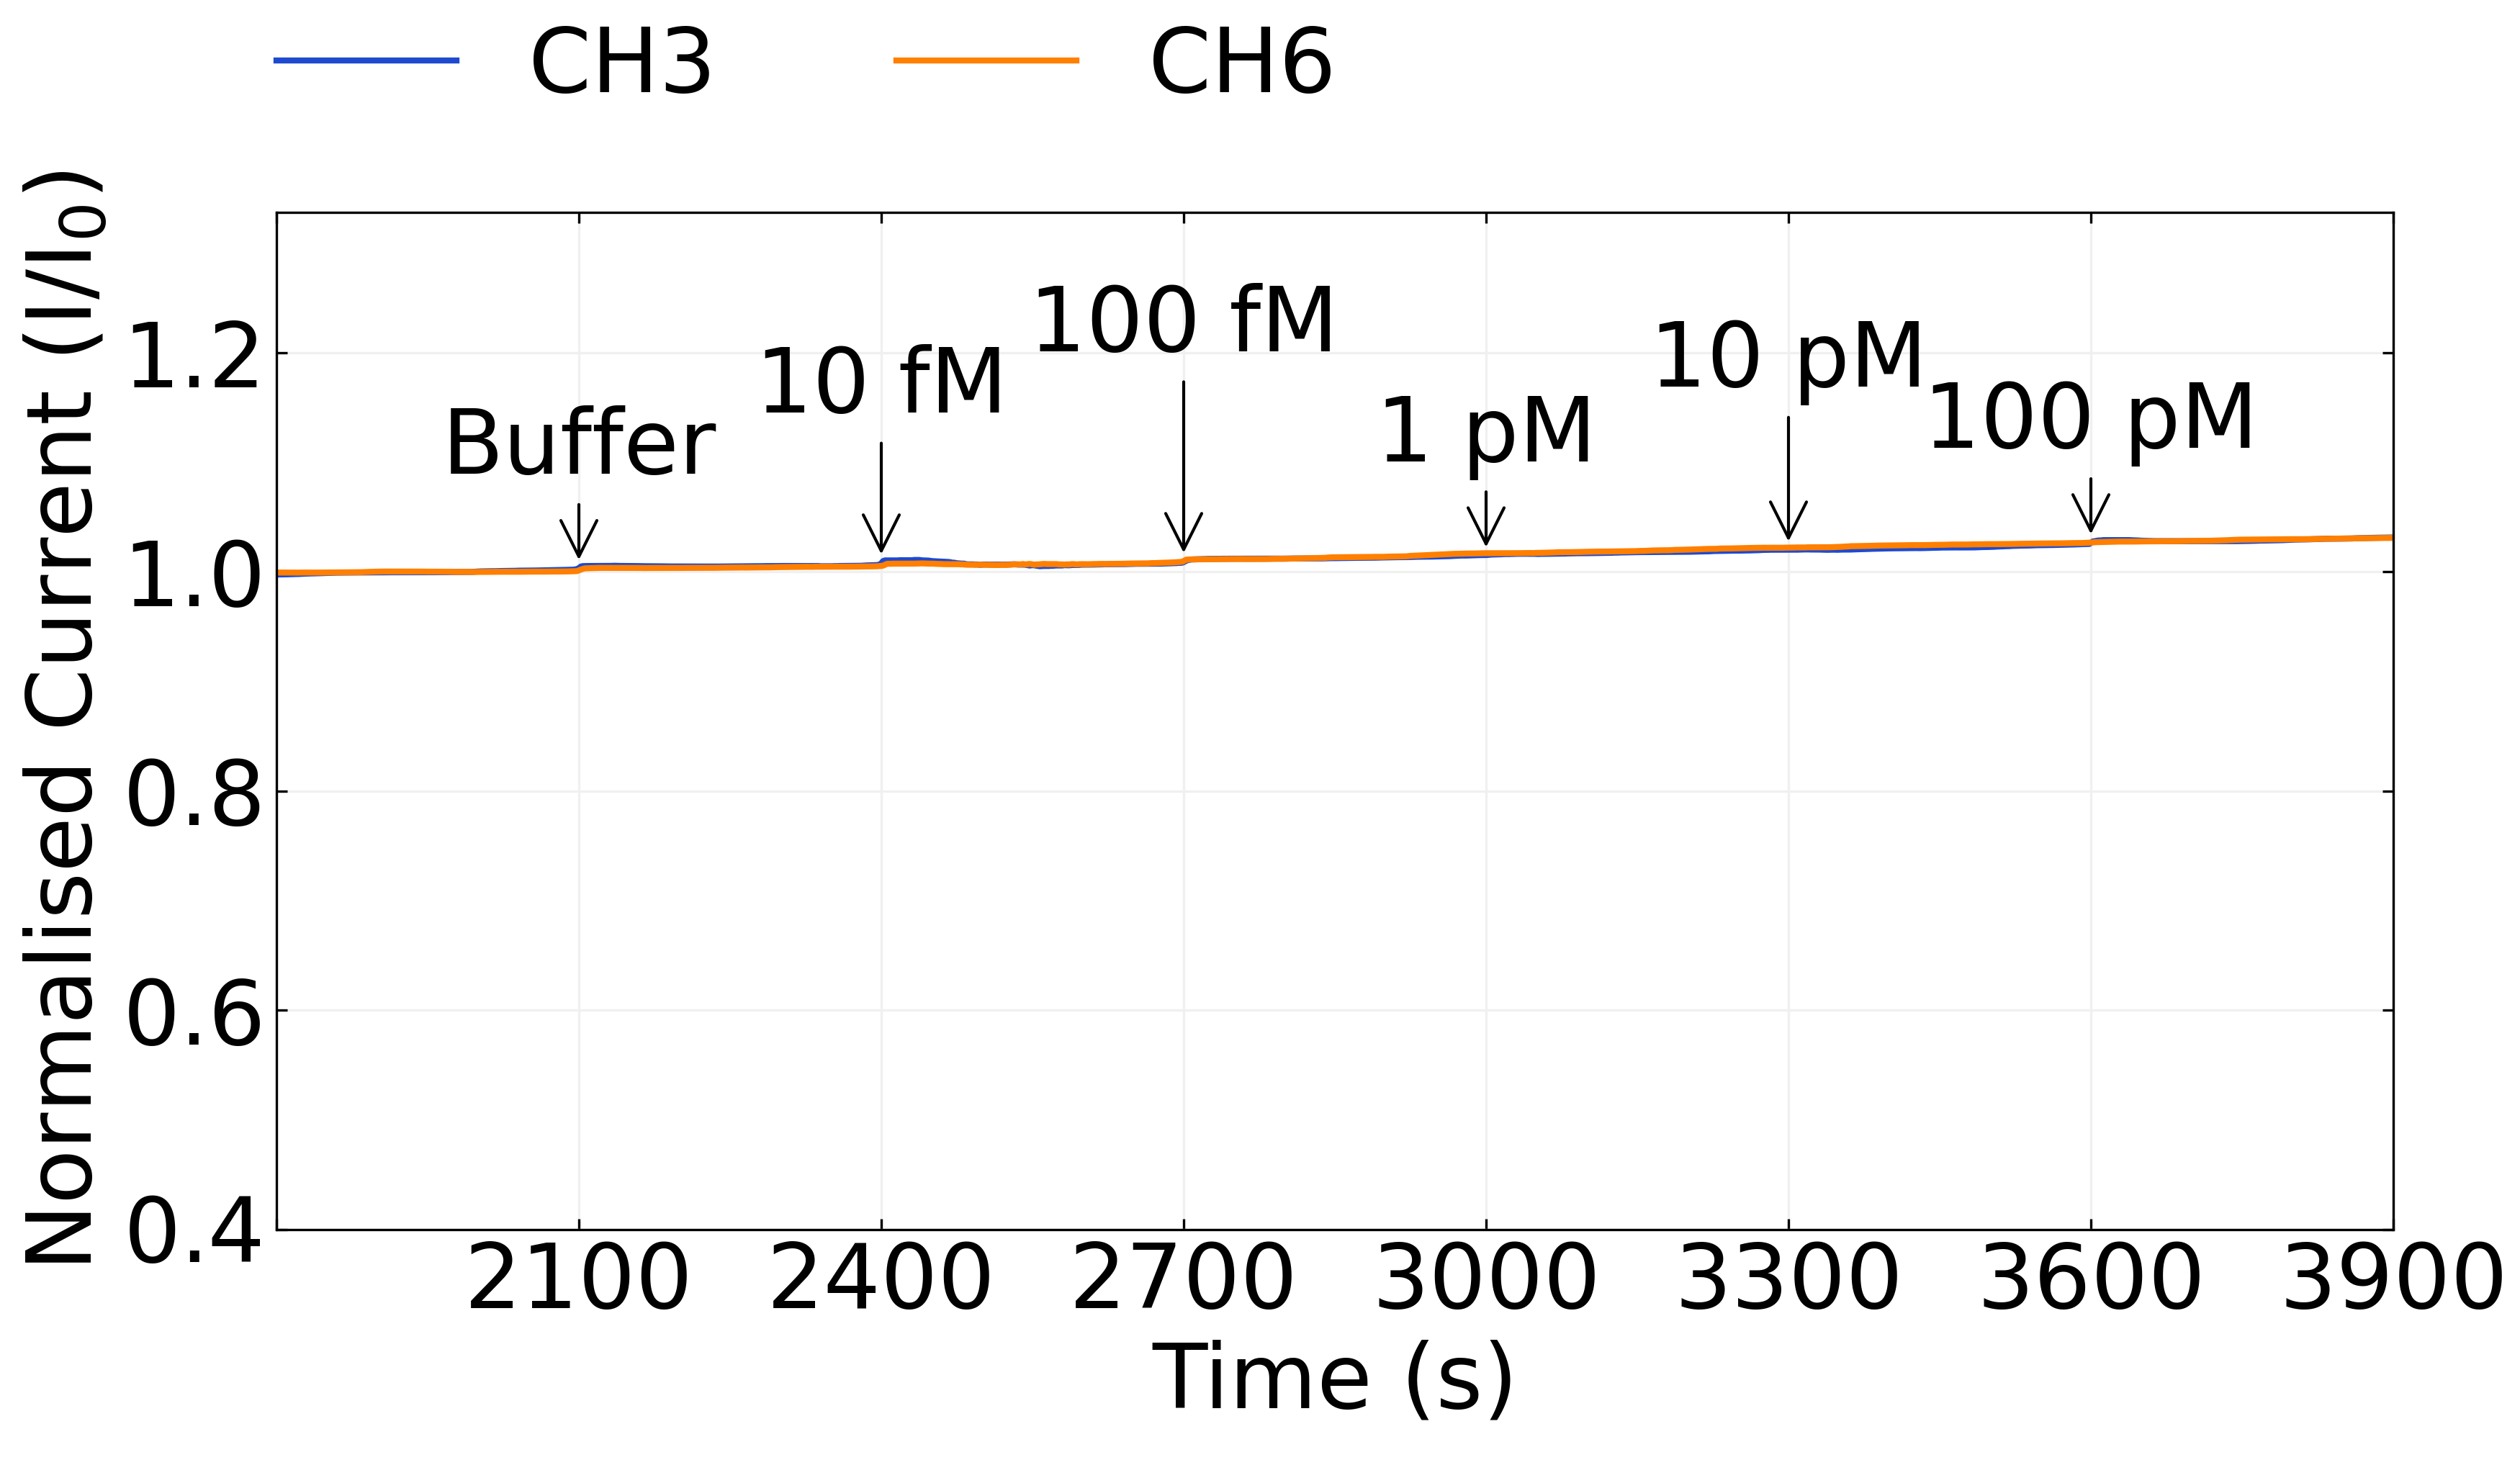 CH3
CH6
Normalised Current (I/I₀)
1.2
1.0
0.8
0.6
0.4
Buffer
10 fM
100 fM
1 pM
10 pM
100 pM
2100
2400
2700
3000
3300
3600
3900
Time (s)